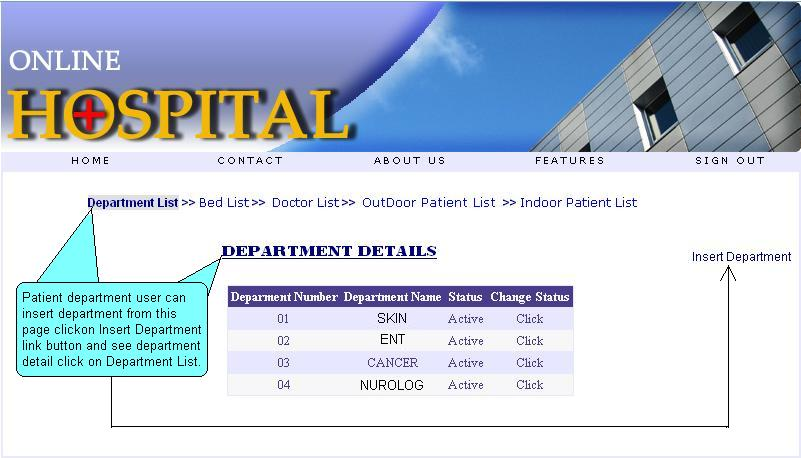 ONLINE
HOSPITAL
HOME CONTACT ABOUT US FEATURES SIGN OUT
Department List >> Bed List >> Doctor List >> OutDoor Patient List >> Indoor Patient List
DEPARTMENT DETAILS
Insert Department
Patient department user can
insert department from this
page clickon Insert Department
link button and see department
detail click on Department List.
Deparment Number Department Name Status Change Status
01 SKIN Active Click
02 ENT Active Click
03 CANCER Active Click
04 NUROLOG Active Click